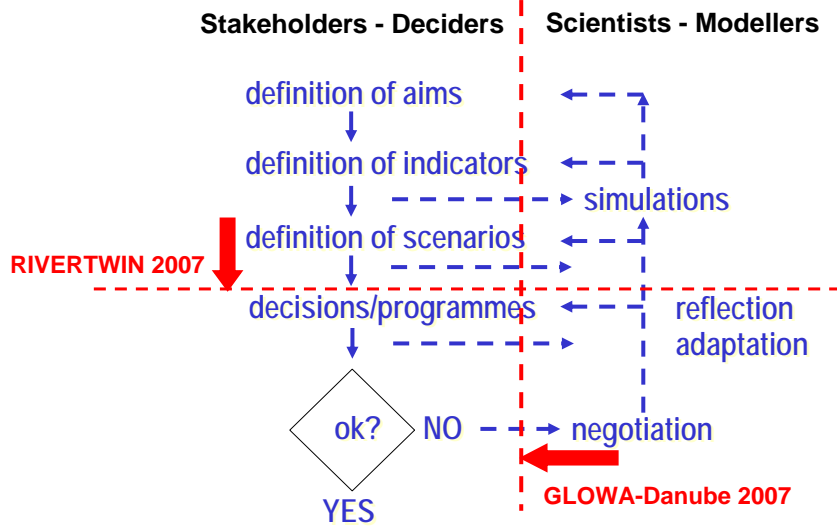 Stakeholders - Deciders
Scientists - Modellers
definition of aims
definition of indicators
simulations
definition of scenarios
RIVERTWIN 2007
decisions/programmes
reflection
adaptation
ok?
NO
negotiation
GLOWA-Danube 2007
YES